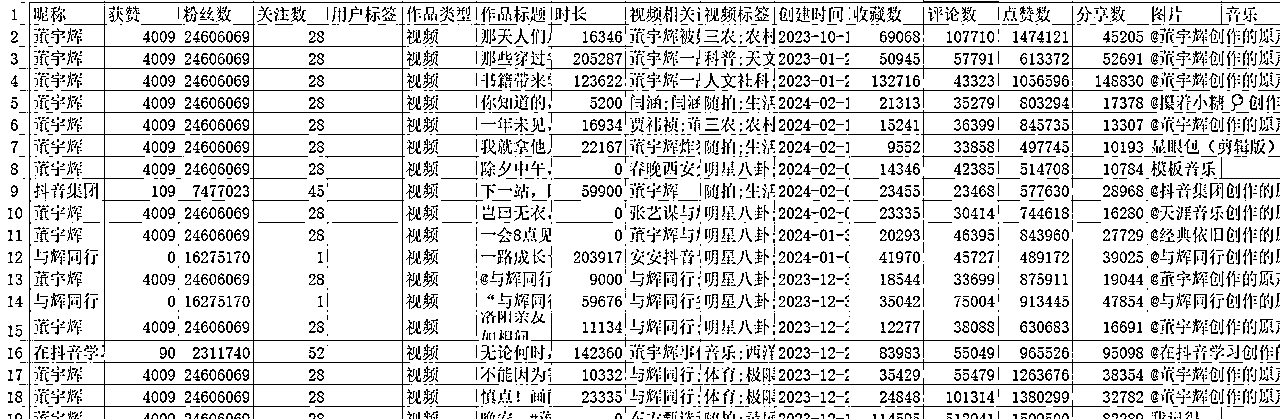 1 昵称 获赞 粉丝数 关注数 用户标签 作品类型 作品标题 时长 视频相关 视频标签 创建时间 收藏数 评论数 点赞数 分享数 图片 音乐
2 董宇辉 4009 24606069 28 视频 那天人们 16346 董宇辉被 三农;农村 2023-10-1 69068 107710 1474121 45205 @董宇辉创作的原
3 董宇辉 4009 24606069 28 视频 那些穿过 205287 董宇辉一 科普;天文 2023-01-2 50945 57791 613372 52691 @董宇辉创作的原
4 董宇辉 4009 24606069 28 视频 书籍带来 123622 董宇辉一 人文社科 2023-01-2 132716 43323 1056596 148830 @董宇辉创作的原
5 董宇辉 4009 24606069 28 视频 你知道的, 5200 闫涵;闫涵 随拍;生活 2024-02-1 21313 35279 803294 17378 @握着小糖 创作
6 董宇辉 4009 24606069 28 视频 一年未见, 16934 贾祎祯;董 三农;农村 2024-02-1 15241 36399 845735 13307 @董宇辉创作的原
7 董宇辉 4009 24606069 28 视频 我就拿他 22167 董宇辉炸 随拍;生活 2024-02-1 9552 33858 497745 10193 显眼包（剪辑版）
8 董宇辉 4009 24606069 28 视频 除夕中午, 0 春晚西安 明星八卦 2024-02-0 14346 42385 514708 10784 模板音乐
9 抖音集团 109 7477023 45 视频 下一站, 59900 董宇辉 随拍;生活 2024-02-0 23455 23468 577630 28968 @抖音集团创作的
10 董宇辉 4009 24606069 28 视频 岂曰无衣, 0 张艺谋与 明星八卦 2024-02-0 23335 30414 744618 16280 @天涯音乐创作的
11 董宇辉 4009 24606069 28 视频 一会8点见 0 董宇辉与 明星八卦 2024-01-3 20293 46395 843960 27729 @经典依旧创作的
12 与辉同行 0 16275170 1 视频 一路成长 203917 安安抖音 明星八卦 2024-01-0 41970 45727 489172 39025 @与辉同行创作的
13 董宇辉 4009 24606069 28 视频 @与辉同行 9000 与辉同行; 明星八卦 2023-12-3 18544 33699 875911 19044 @董宇辉创作的原
14 与辉同行 0 16275170 1 视频 “与辉同行 59676 与辉同行; 明星八卦 2023-12-3 35042 75004 913445 47854 @与辉同行创作的
15 董宇辉 4009 24606069 28 视频 洛阳亲友如相问 11134 与辉同行; 明星八卦 2023-12-2 12277 38088 630683 16691 @董宇辉创作的原
16 在抖音学 90 2311740 52 视频 无论何时, 142360 董宇辉 音乐;西洋 2023-12-2 83983 55049 965526 95098 @在抖音学习创作的
17 董宇辉 4009 24606069 28 视频 不能因为 10332 与辉同行; 体育;极限 2023-12-2 35429 55479 1263676 38354 @董宇辉创作的原
18 董宇辉 4009 24606069 28 视频 慎点！画 23335 与辉同行; 随拍;生活 2023-12-2 24848 101314 1380299 32782 @董宇辉创作的原